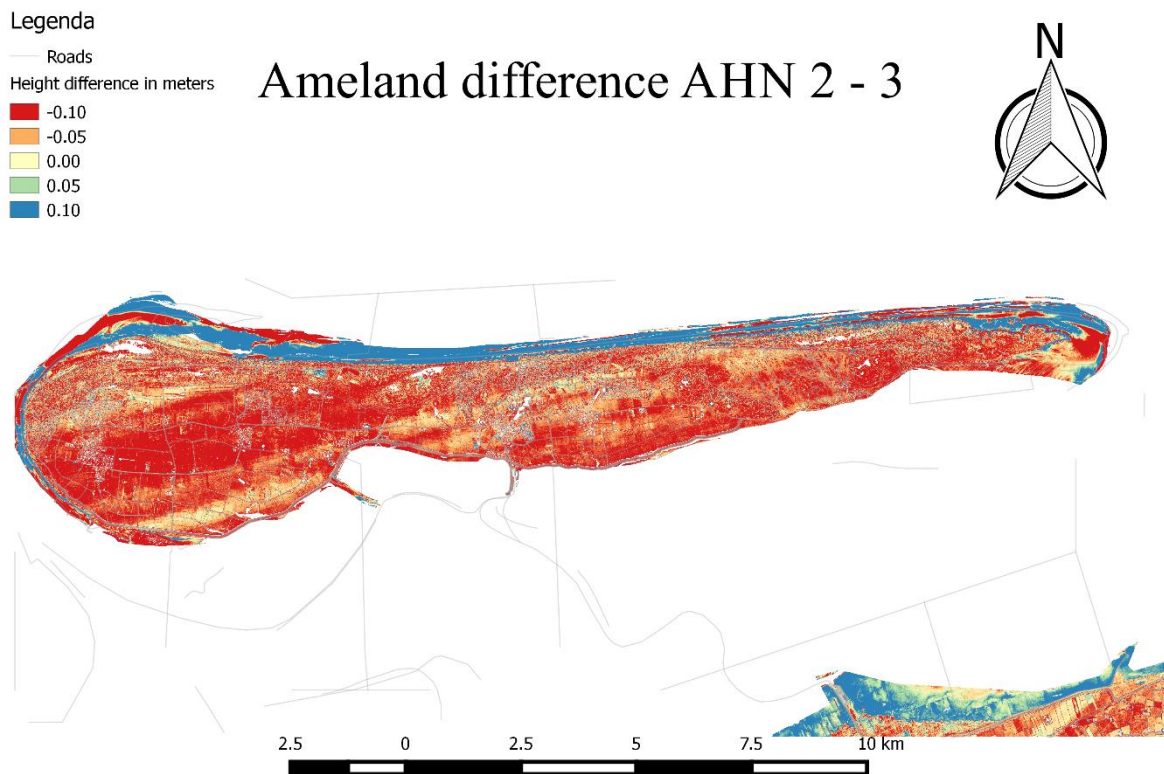 Legenda
Roads
Height difference in meters
-0.10
-0.05
0.00
0.05
0.10
Ameland difference AHN 2 - 3
N
2.5 0 2.5 5 7.5 10 km